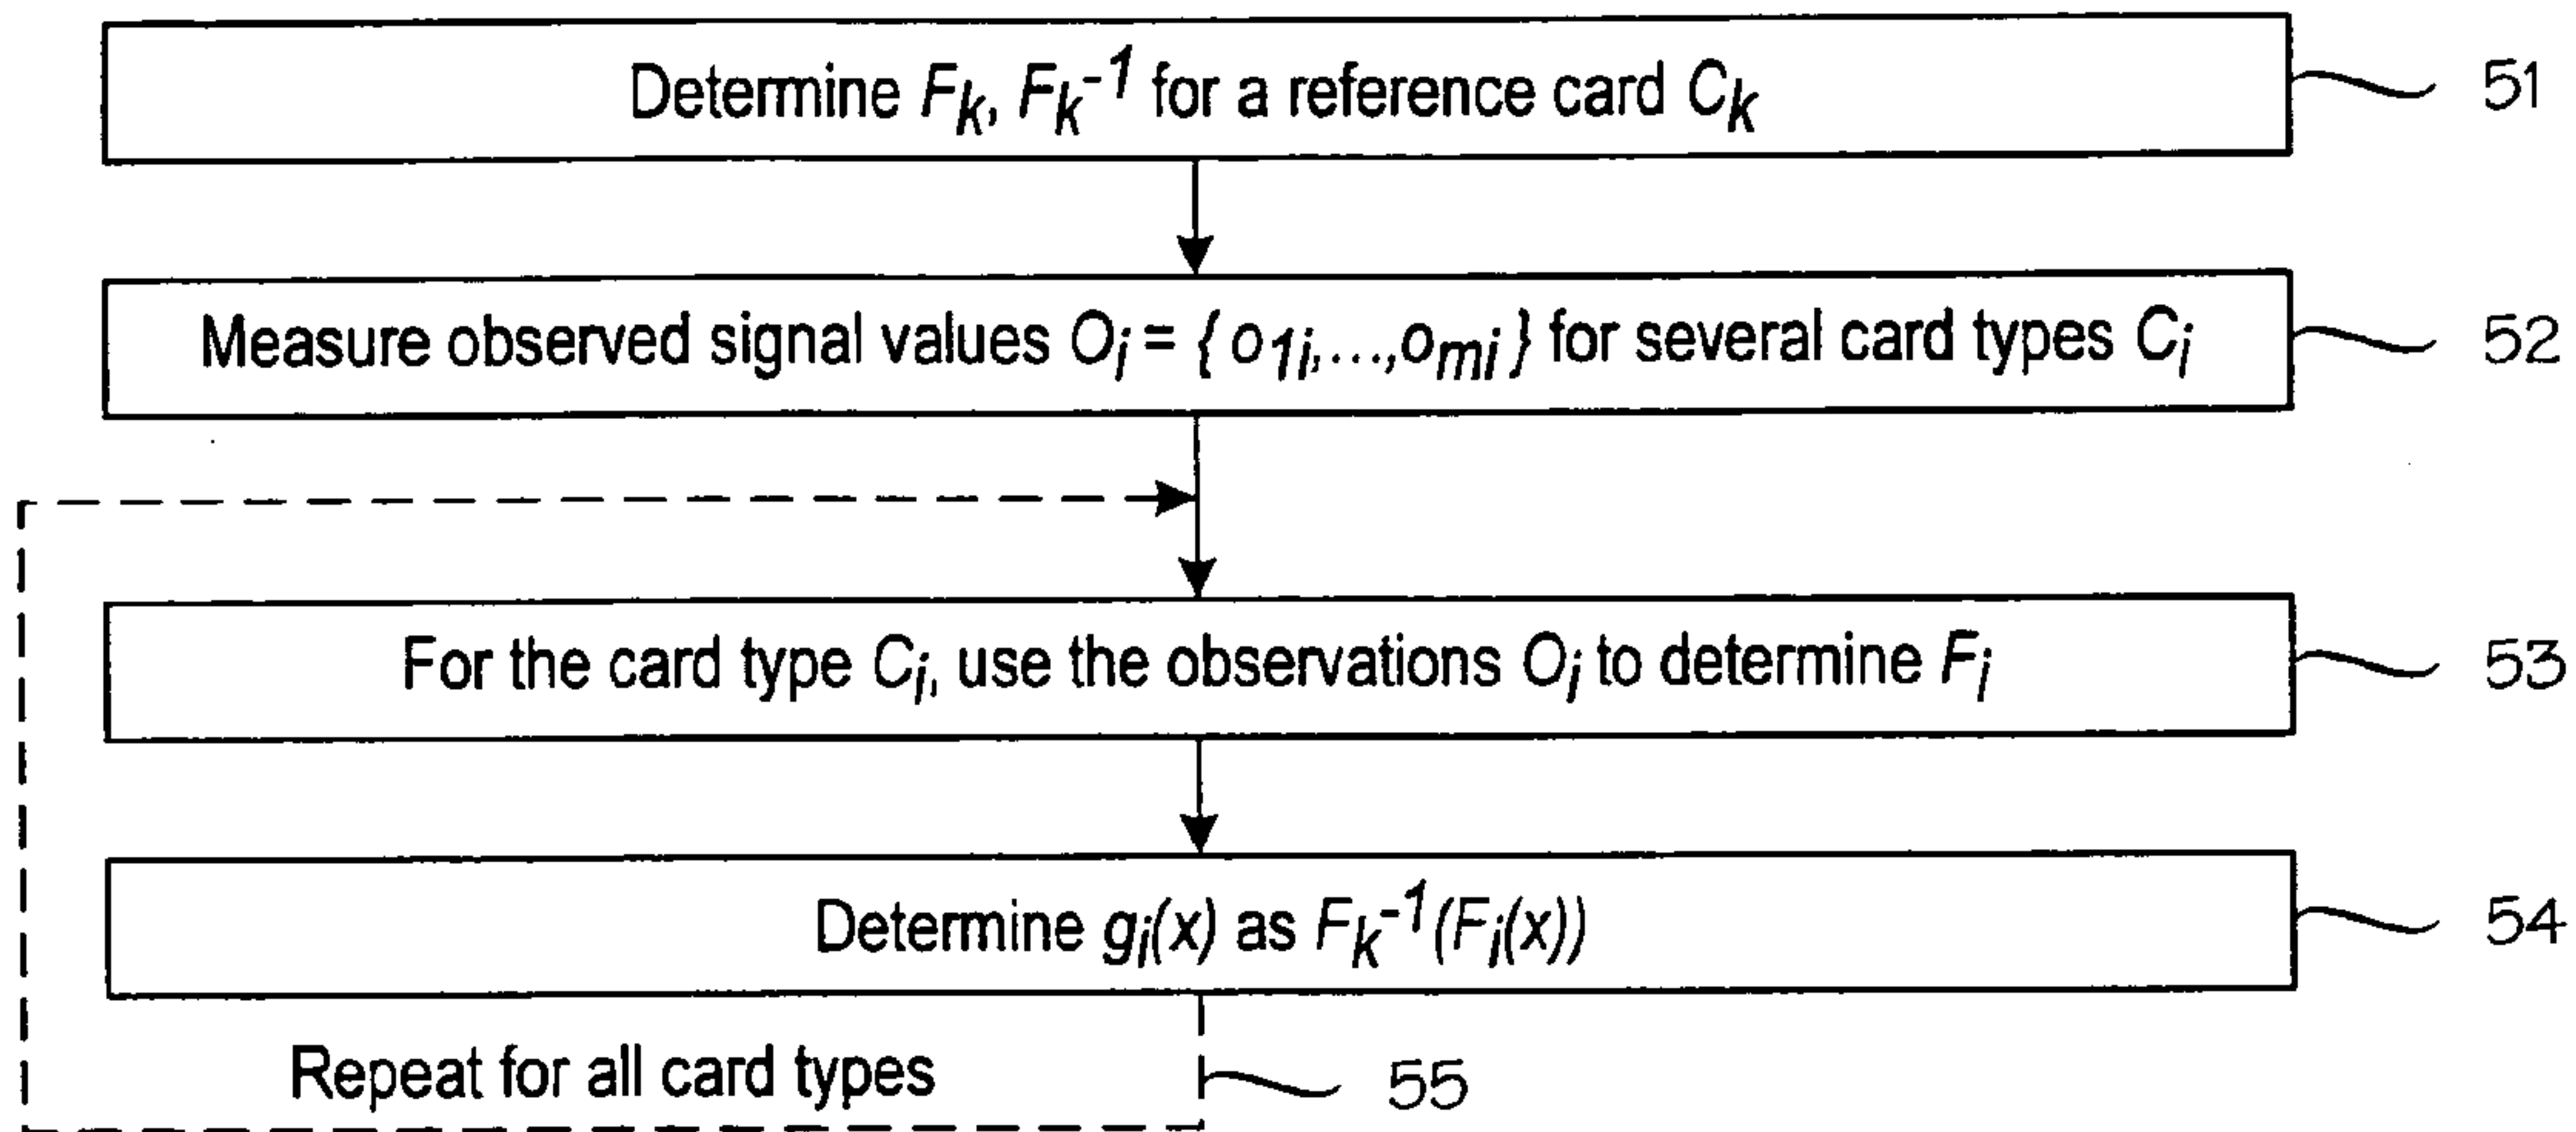 Determine Fk, Fk⁻¹ for a reference card Ck
51
Measure observed signal values Oi = { o1i,...,omi } for several card types Ci
52
For the card type Ci, use the observations Oi to determine Fi
53
Determine gi(x) as Fk⁻¹(Fi(x))
54
Repeat for all card types
55